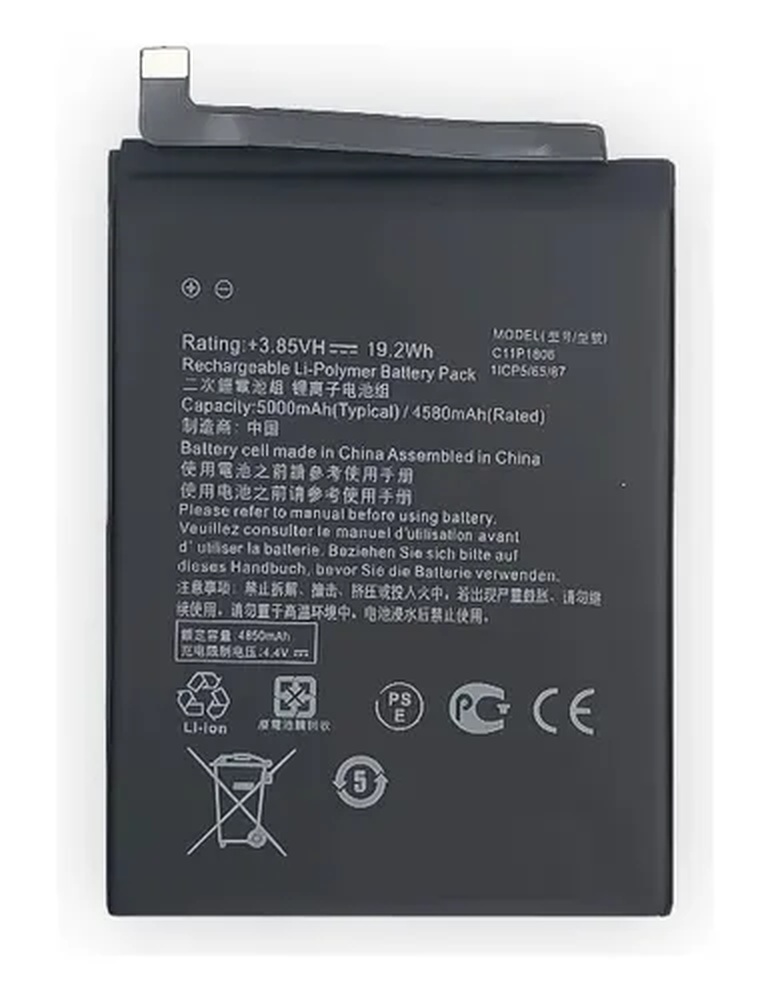 Rating:+3.85VH 19.2Wh
MODEL(型号/型號)
C11P1806
1ICP5/65/87
Rechargeable Li-Polymer Battery Pack
二次鋰電池組 锂离子电池组
Capacity:5000mAh(Typical) / 4580mAh(Rated)
制造商: 中国
Battery cell made in China Assembled in China
使用電池之前請參考使用手册
使用电池之前请参考使用手册
Please refer to manual before using battery.
Veuillez consulter le manuel d'utilisation avant
d' utiliser la batterie. Beziehen Sie sich bitte auf
dieses Handbuch, bevor Sie die Batterie verwenden.
注意事项: 禁止拆解、撞击、挤压或投入火中, 若出现严重鼓胀、请勿继
续使用, 请勿置于高温环境中, 电池浸水后禁止使用。
额定容量: 4850mAh
充电限制电压:4.4V
Li-ion
廢電池請回收
PS
E
PC
CE
5